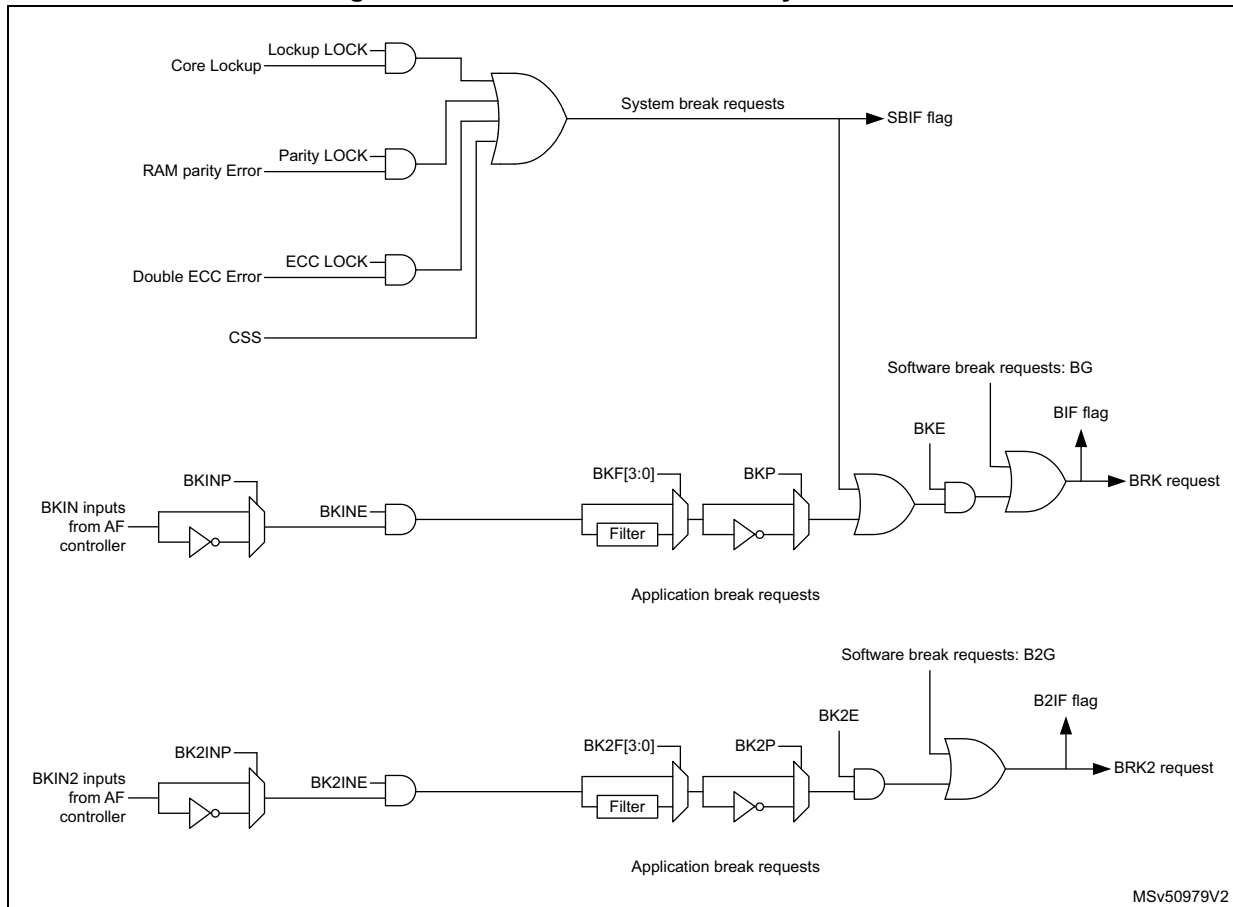 Lockup LOCK
Core Lockup
System break requests
SBIF flag
Parity LOCK
RAM parity Error
ECC LOCK
Double ECC Error
CSS
Software break requests: BG
BIF flag
BKE
BKINP
BKF[3:0]
BKP
BKIN inputs
from AF
controller
BKINE
Filter
BRK request
Application break requests
Software break requests: B2G
B2IF flag
BK2E
BK2INP
BK2F[3:0]
BK2P
BKIN2 inputs
from AF
controller
BK2INE
Filter
BRK2 request
Application break requests
MSv50979V2